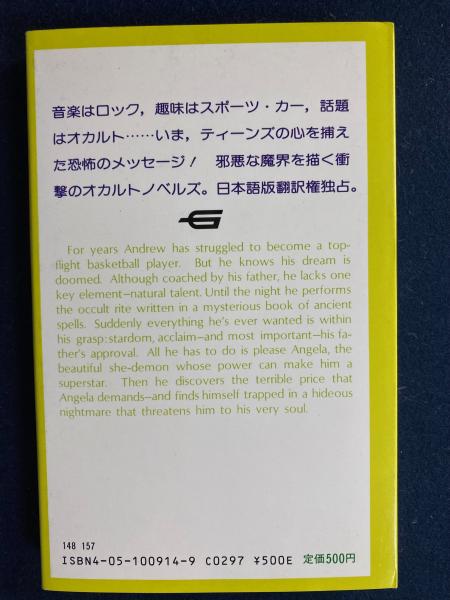 音楽はロック，趣味はスポーツ・カー，話題
はオカルト……いま，ティーンズの心を捕え
た恐怖のメッセージ！ 邪悪な魔界を描く衝
撃のオカルトノベルズ。日本語版翻訳権独占。
For years Andrew has struggled to become a top-
flight basketball player. But he knows his dream is
doomed. Although coached by his father, he lacks one
key element—natural talent. Until the night he performs
the occult rite written in a mysterious book of ancient
spells. Suddenly everything he's ever wanted is within
his grasp:stardom, acclaim—and most important—his fa-
ther's approval. All he has to do is please Angela, the
beautiful she-demon whose power can make him a
superstar. Then he discovers the terrible price that
Angela demands—and finds himself trapped in a hideous
nightmare that threatens him to his very soul.
148 157
ISBN4-05-100914-9 C0297 ¥500E 定価500円